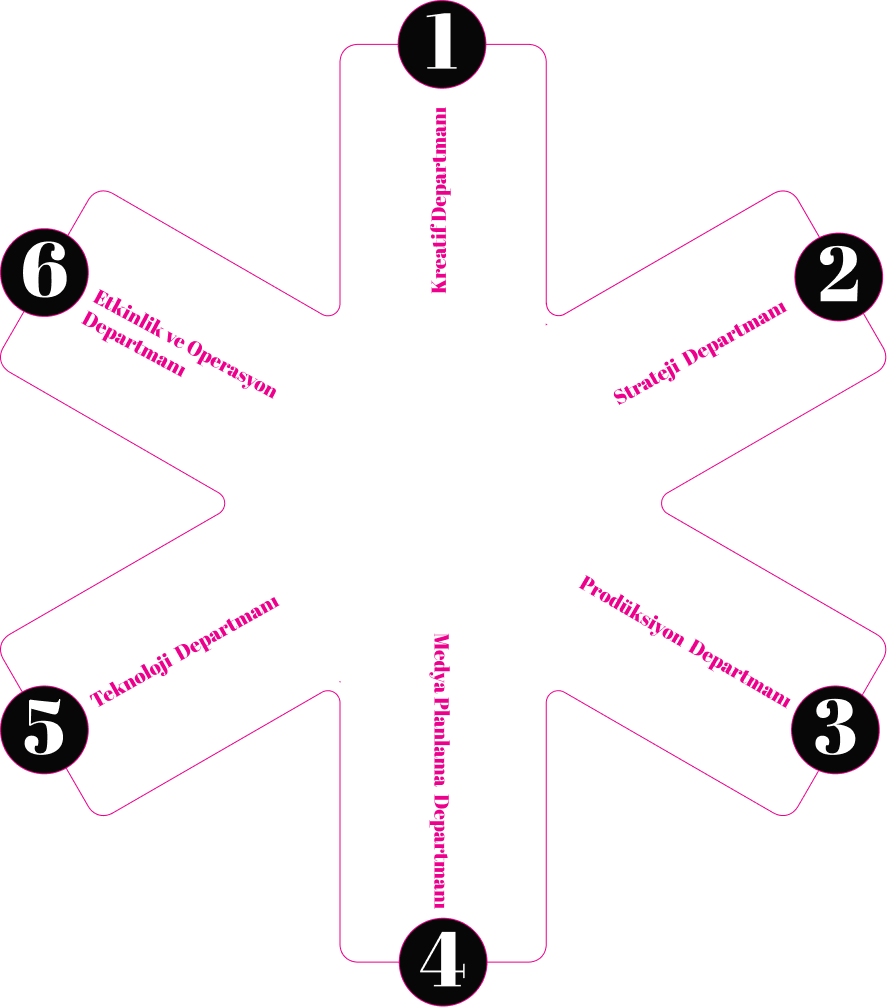 1
Kreatif Departmanı
2
Strateji Departmanı
3
Prodüksiyon Departmanı
4
Medya Planlama Departmanı
5
Teknoloji Departmanı
6
Etkinlik ve Operasyon
Departmanı